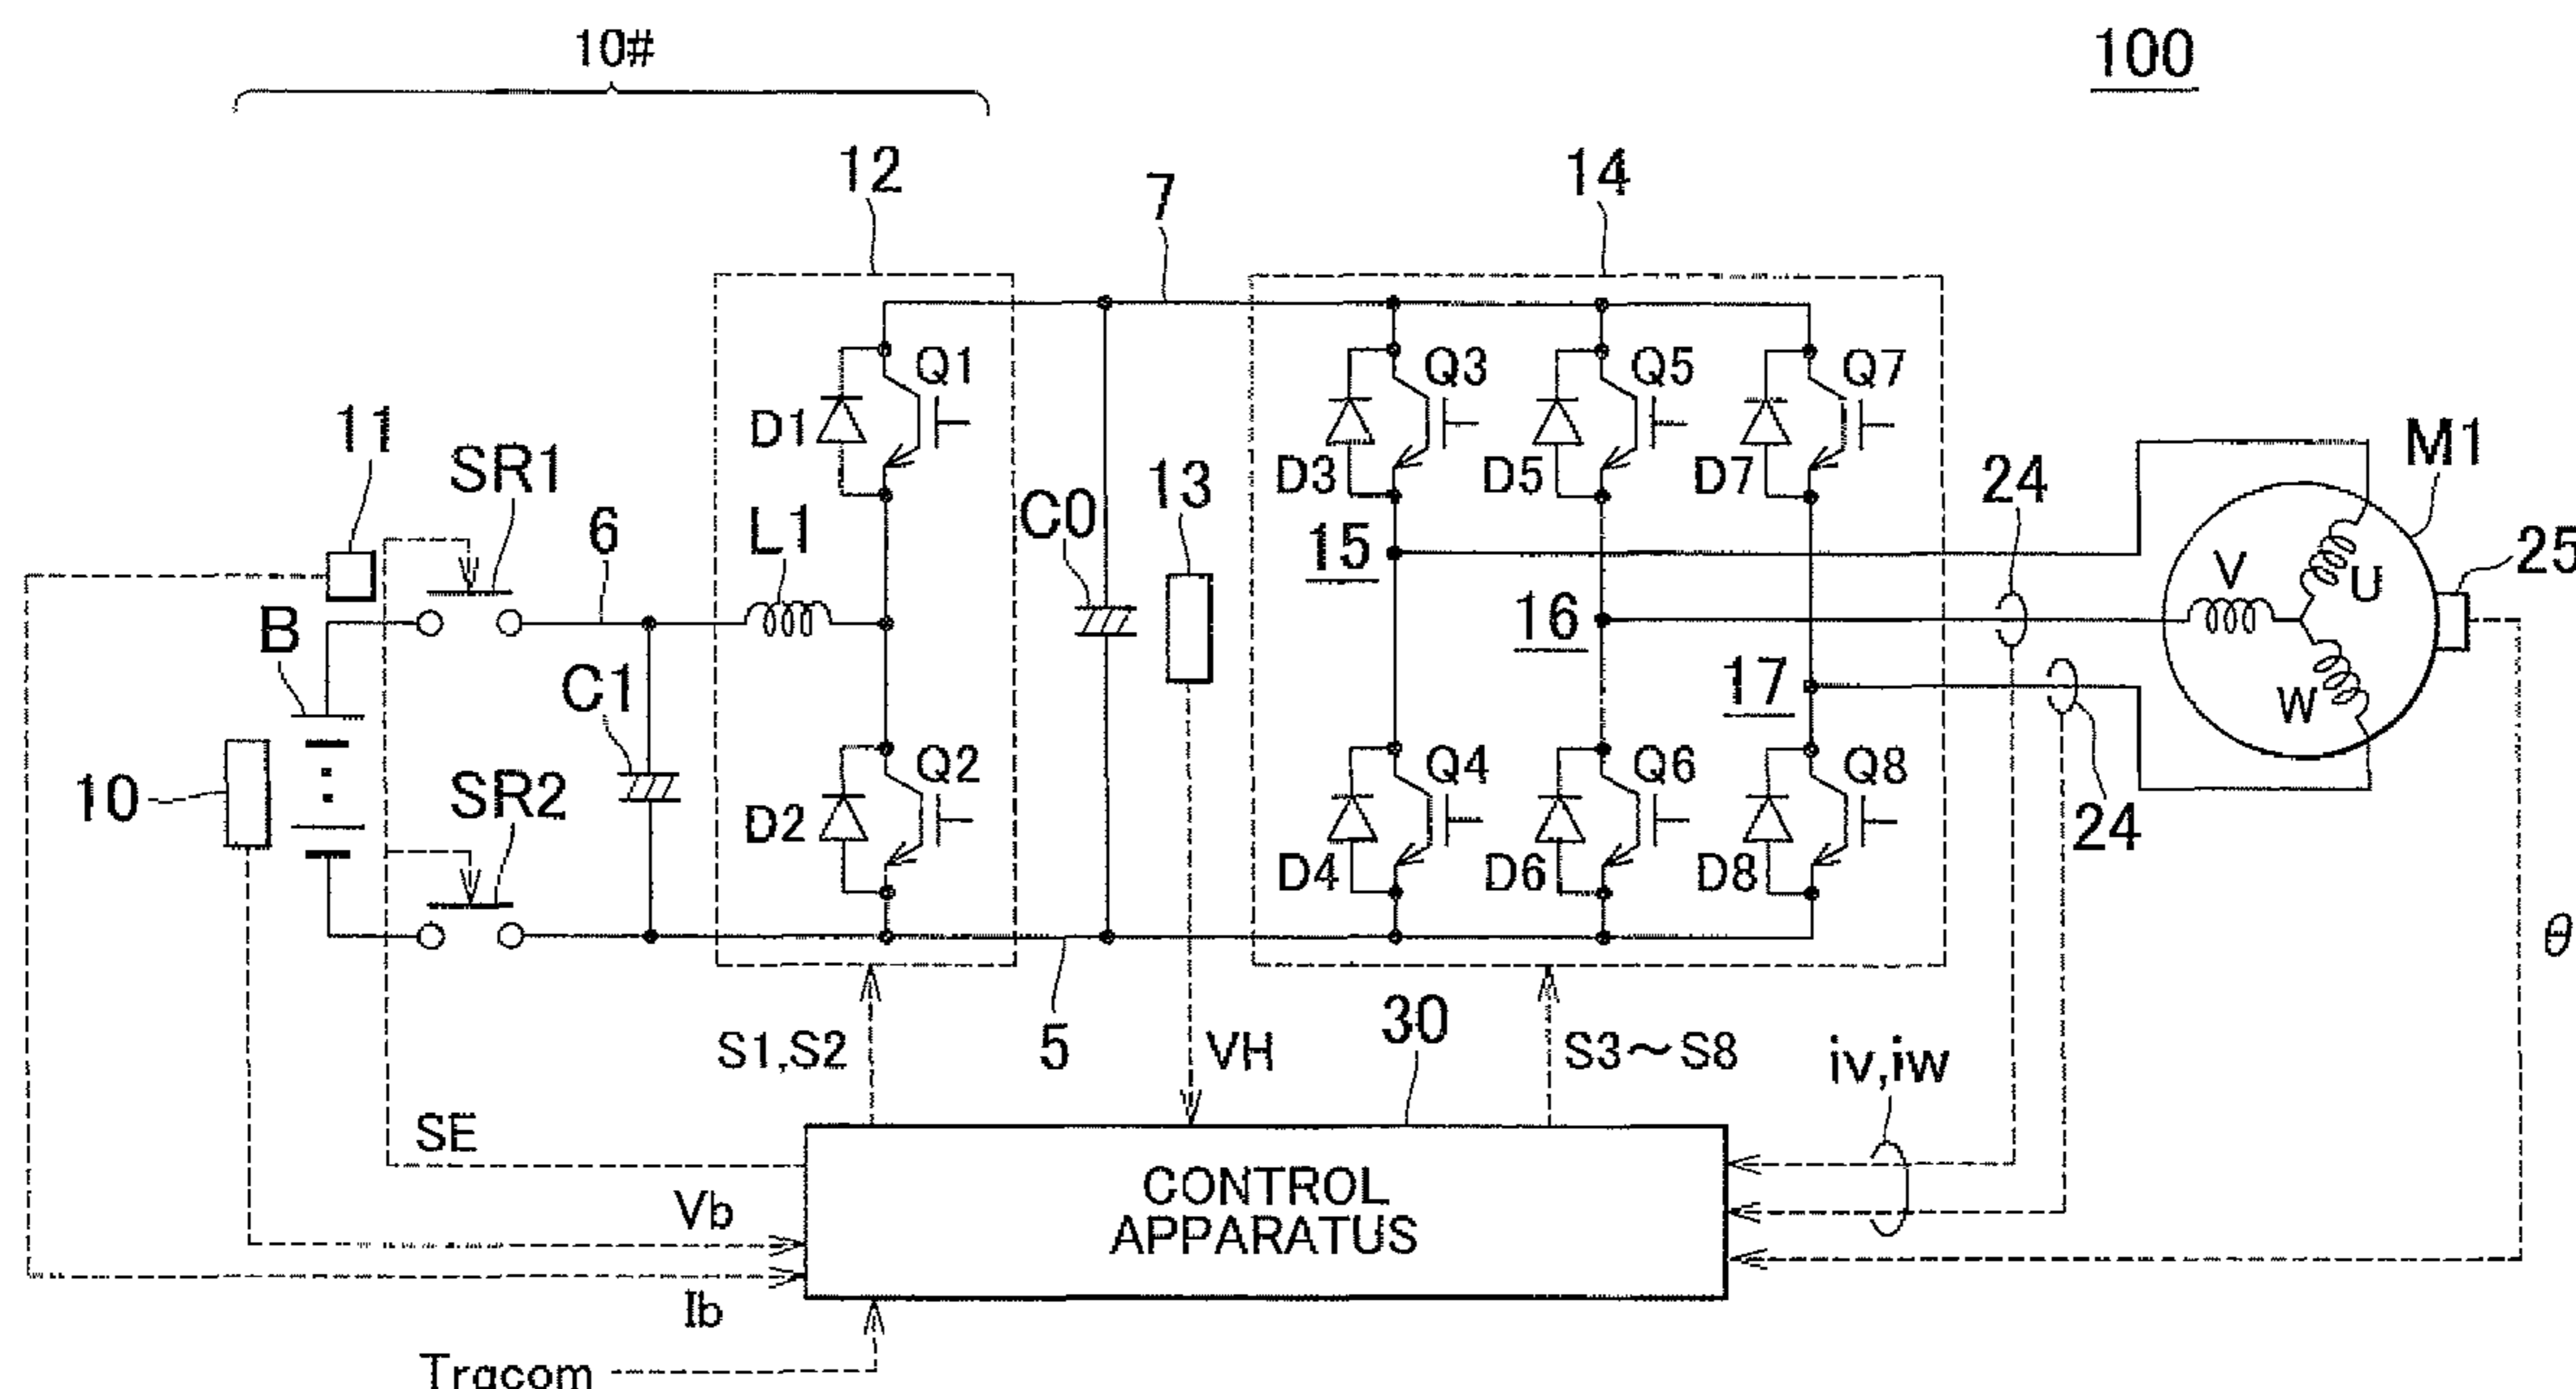 10#
100
12
7
14
Q1
Q3
Q5
Q7
M1
11
SR1
D1
D3
D5
D7
24
13
25
6
L1
C0
15
V
U
B
16
C1
17
W
10
SR2
D2
Q2
Q4
Q6
Q8
24
D4
D6
D8
θ
S1,S2
5
VH
30
S3～S8
iv,iw
SE
CONTROL
APPARATUS
Vb
Ib
Trqcom